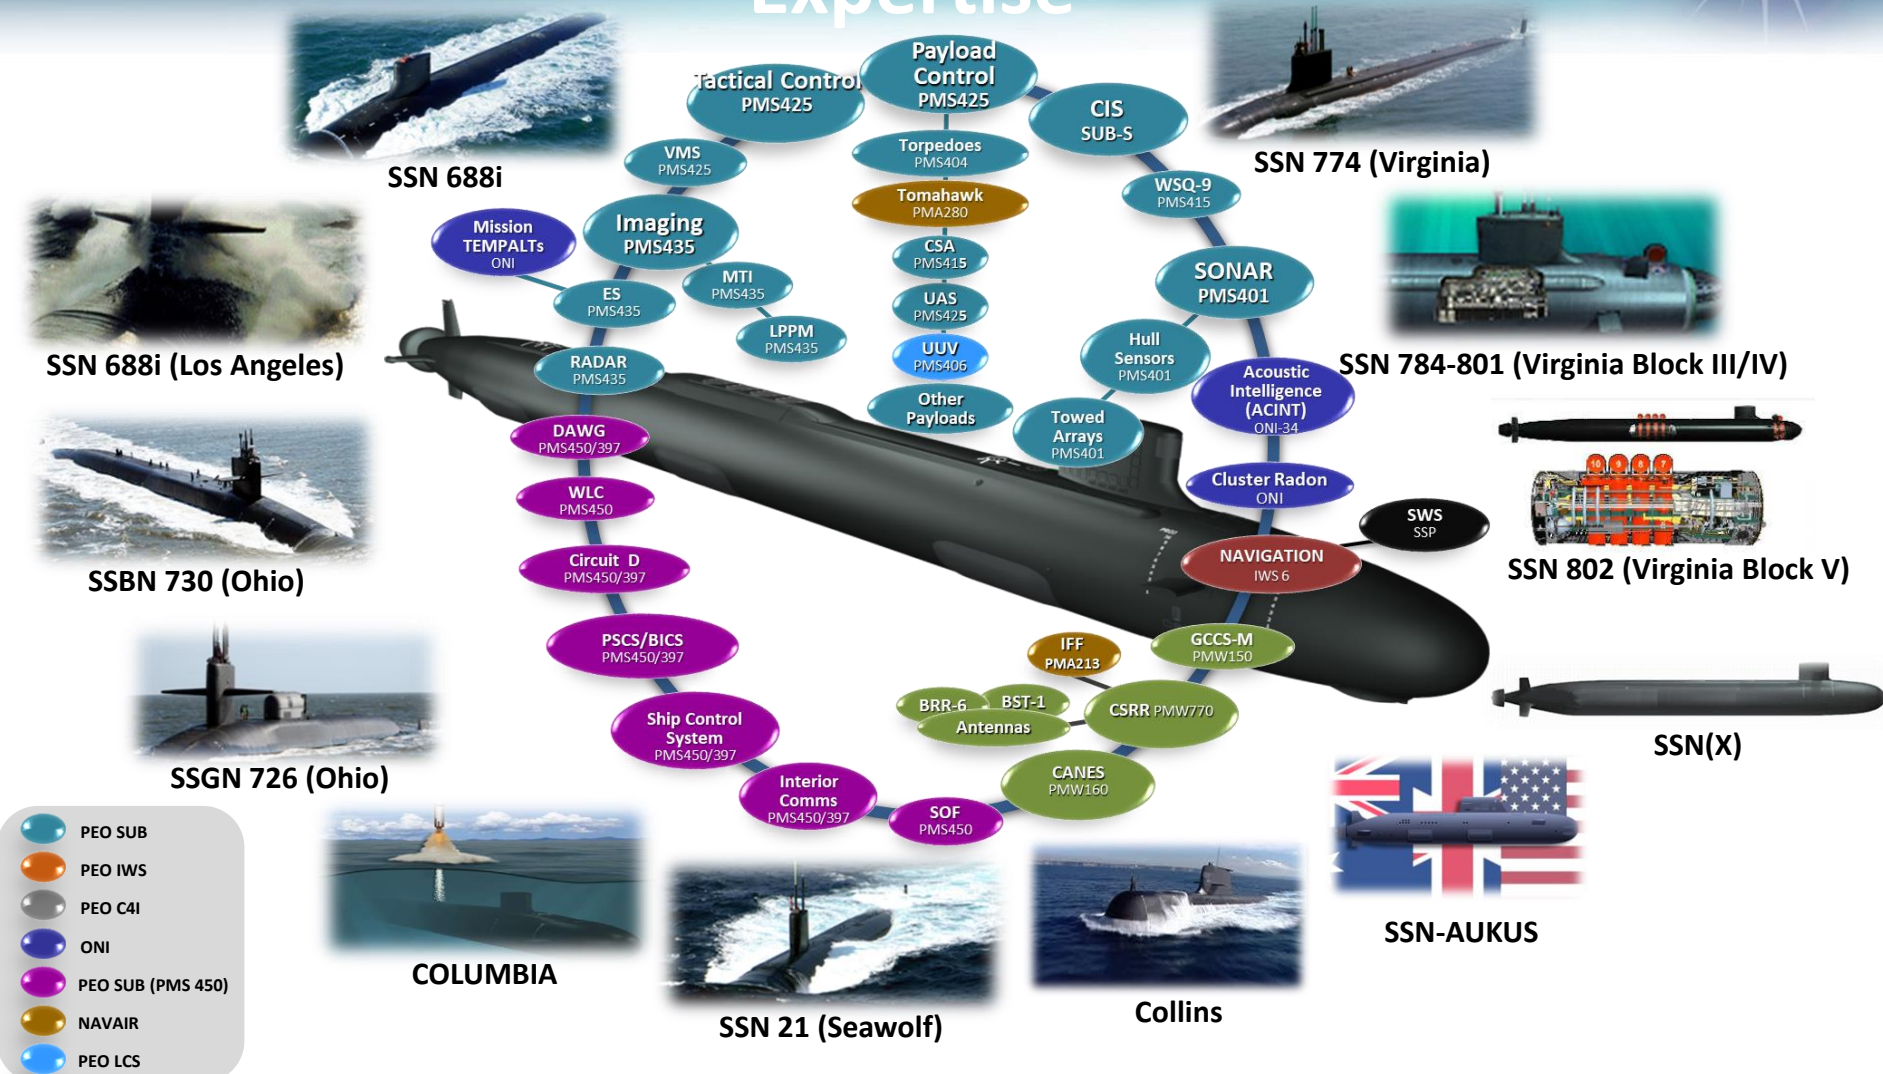 Expertise
Tactical Control
PMS425
Payload
Control
PMS425
CIS
SUB-S
VMS
PMS425
Torpedoes
PMS404
Tomahawk
PMA280
CSA
PMS415
UAS
PMS425
UUV
PMS406
Other
Payloads
WSQ-9
PMS415
Imaging
PMS435
Mission
TEMPALTs
ONI
ES
PMS435
MTI
PMS435
LPPM
PMS435
RADAR
PMS435
SONAR
PMS401
Hull
Sensors
PMS401
Towed
Arrays
PMS401
Acoustic
Intelligence
(ACINT)
ONI-34
Cluster Radon
ONI
SWS
SSP
NAVIGATION
IWS 6
DAWG
PMS450/397
WLC
PMS450
Circuit D
PMS450/397
PSCS/BICS
PMS450/397
Ship Control
System
PMS450/397
Interior
Comms
PMS450/397
SOF
PMS450
CANES
PMW160
CSRR PMW770
BRR-6
BST-1
Antennas
IFF
PMA213
GCCS-M
PMW150
SSN 688i
SSN 688i (Los Angeles)
SSBN 730 (Ohio)
SSGN 726 (Ohio)
COLUMBIA
SSN 21 (Seawolf)
Collins
SSN-AUKUS
SSN(X)
10 9 8 7
SSN 802 (Virginia Block V)
SSN 784-801 (Virginia Block III/IV)
SSN 774 (Virginia)
PEO SUB
PEO IWS
PEO C4I
ONI
PEO SUB (PMS 450)
NAVAIR
PEO LCS